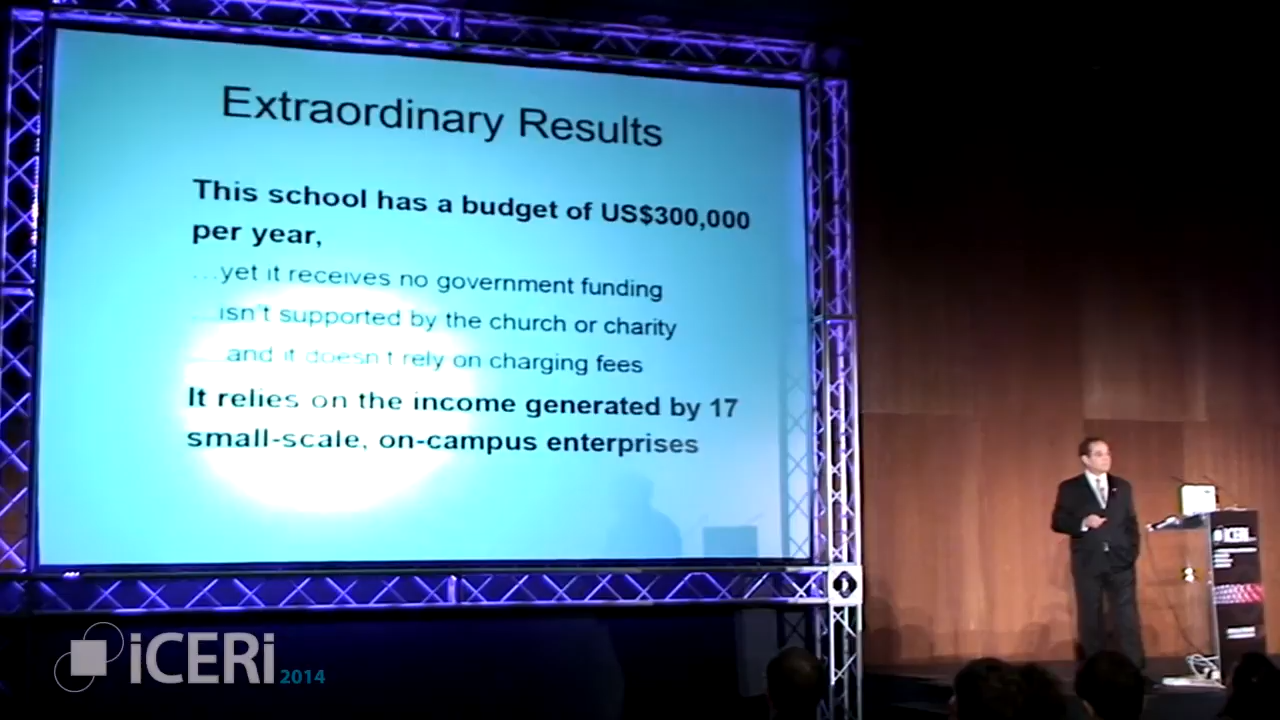 Extraordinary Results
This school has a budget of US$300,000
per year,
...yet it receives no government funding
isn't supported by the church or charity
and it doesn't rely on charging fees
It relies on the income generated by 17
small-scale, on-campus enterprises
iCERi
iCERi 2014